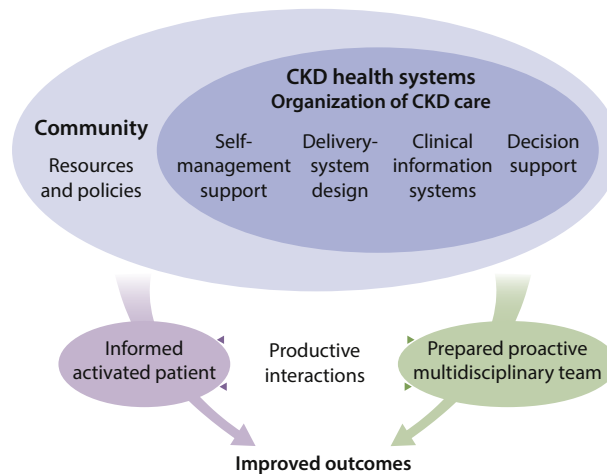 CKD health systems
Organization of CKD care
Community
Resources
and policies
Self-
management
support
Delivery-
system
design
Clinical
information
systems
Decision
support
Informed
activated patient
Productive
interactions
Prepared proactive
multidisciplinary team
Improved outcomes